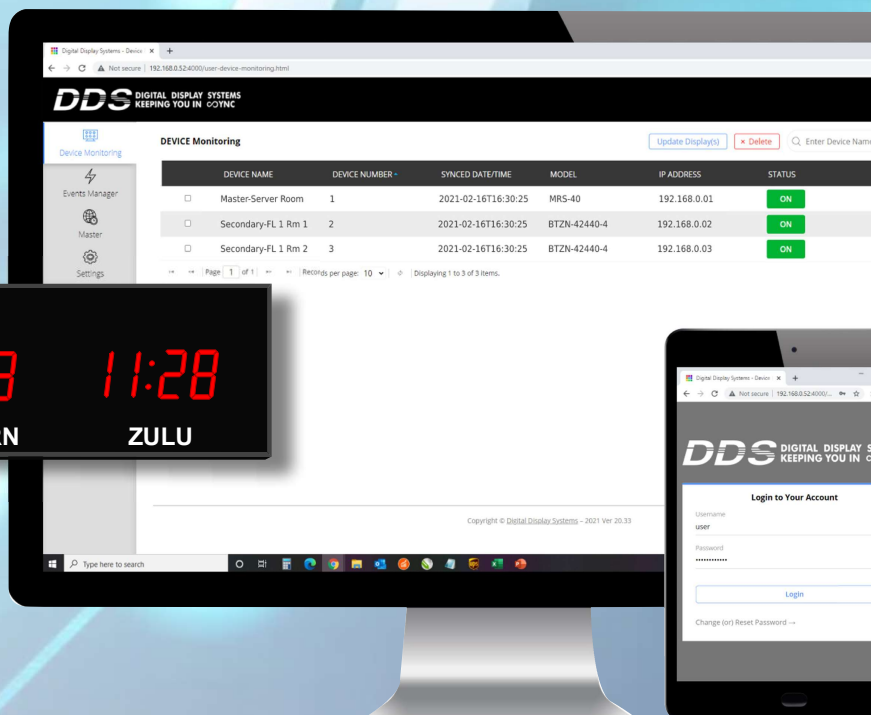 Digital Display Systems - Device
Not secure | 192.168.0.52:4000/user-device-monitoring.html
DDS DIGITAL DISPLAY SYSTEMS
KEEPING YOU IN SYNC
Device Monitoring
Events Manager
Master
Settings
DEVICE Monitoring
Update Display(s)
× Delete
Enter Device Name
DEVICE NAME DEVICE NUMBER SYNCED DATE/TIME MODEL IP ADDRESS STATUS
Master-Server Room 1 2021-02-16T16:30:25 MRS-40 192.168.0.01 ON
Secondary-FL 1 Rm 1 2 2021-02-16T16:30:25 BTZN-42440-4 192.168.0.02 ON
Secondary-FL 1 Rm 2 3 2021-02-16T16:30:25 BTZN-42440-4 192.168.0.03 ON
Page 1 of 1 Records per page: 10 Displaying 1 to 3 of 3 items.
11:28
RN ZULU
Copyright © Digital Display Systems – 2021 Ver 20.33
Type here to search
Digital Display Systems - Device
Not secure | 192.168.0.52:4000/...
DDS DIGITAL DISPLAY S
KEEPING YOU IN
Login to Your Account
Username
user
Password
Login
Change (or) Reset Password →